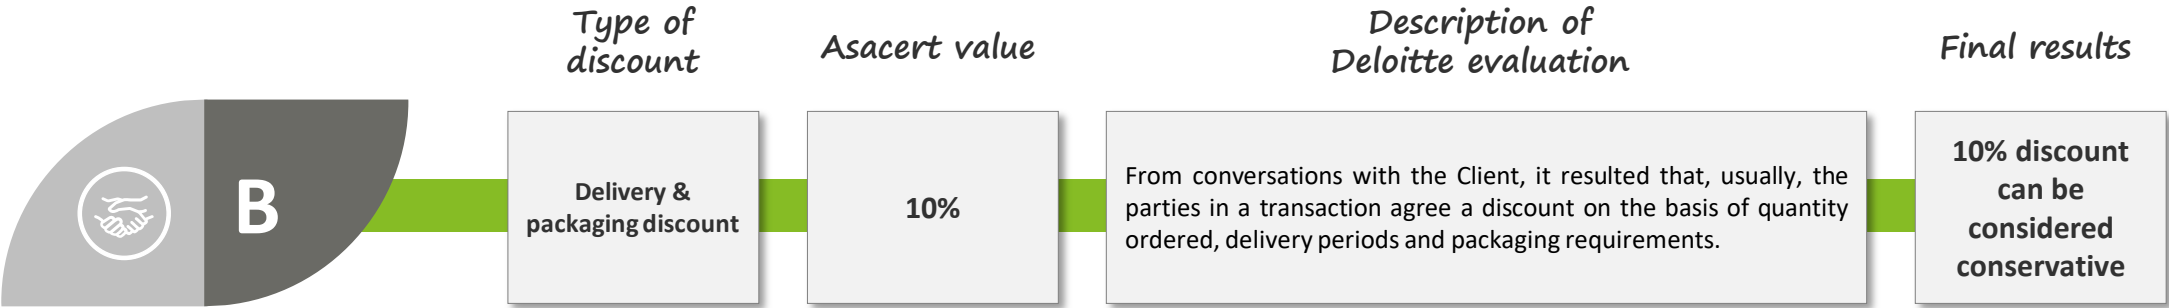 Type of
discount
Asacert value
Description of
Deloitte evaluation
Final results
B
Delivery &
packaging discount
10%
From conversations with the Client, it resulted that, usually, the
parties in a transaction agree a discount on the basis of quantity
ordered, delivery periods and packaging requirements.
10% discount
can be
considered
conservative